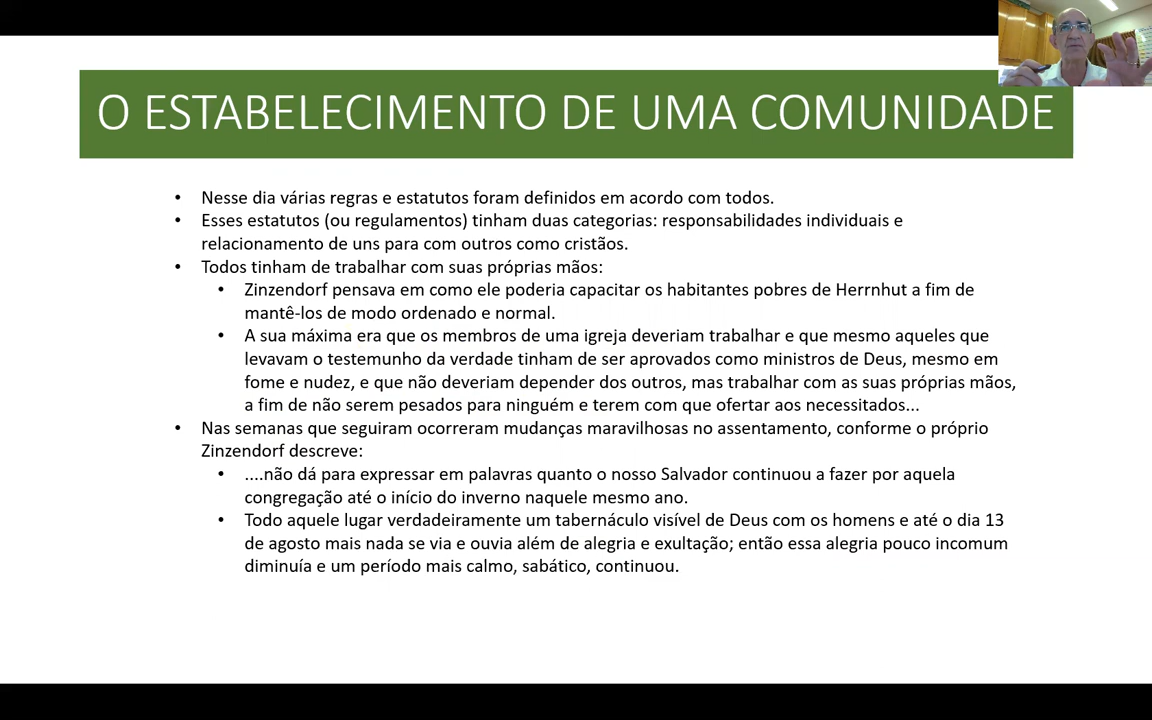 O ESTABELECIMENTO DE UMA COMUNIDADE
• Nesse dia várias regras e estatutos foram definidos em acordo com todos.
• Esses estatutos (ou regulamentos) tinham duas categorias: responsabilidades individuais e
relacionamento de uns para com outros como cristãos.
• Todos tinham de trabalhar com suas próprias mãos:
• Zinzendorf pensava em como ele poderia capacitar os habitantes pobres de Herrnhut a fim de
mantê-los de modo ordenado e normal.
• A sua máxima era que os membros de uma igreja deveriam trabalhar e que mesmo aqueles que
levavam o testemunho da verdade tinham de ser aprovados como ministros de Deus, mesmo em
fome e nudez, e que não deveriam depender dos outros, mas trabalhar com as suas próprias mãos,
a fim de não serem pesados para ninguém e terem com que ofertar aos necessitados...
• Nas semanas que seguiram ocorreram mudanças maravilhosas no assentamento, conforme o próprio
Zinzendorf descreve:
• ....não dá para expressar em palavras quanto o nosso Salvador continuou a fazer por aquela
congregação até o início do inverno naquele mesmo ano.
• Todo aquele lugar verdadeiramente um tabernáculo visível de Deus com os homens e até o dia 13
de agosto mais nada se via e ouvia além de alegria e exultação; então essa alegria pouco incomum
diminuía e um período mais calmo, sabático, continuou.